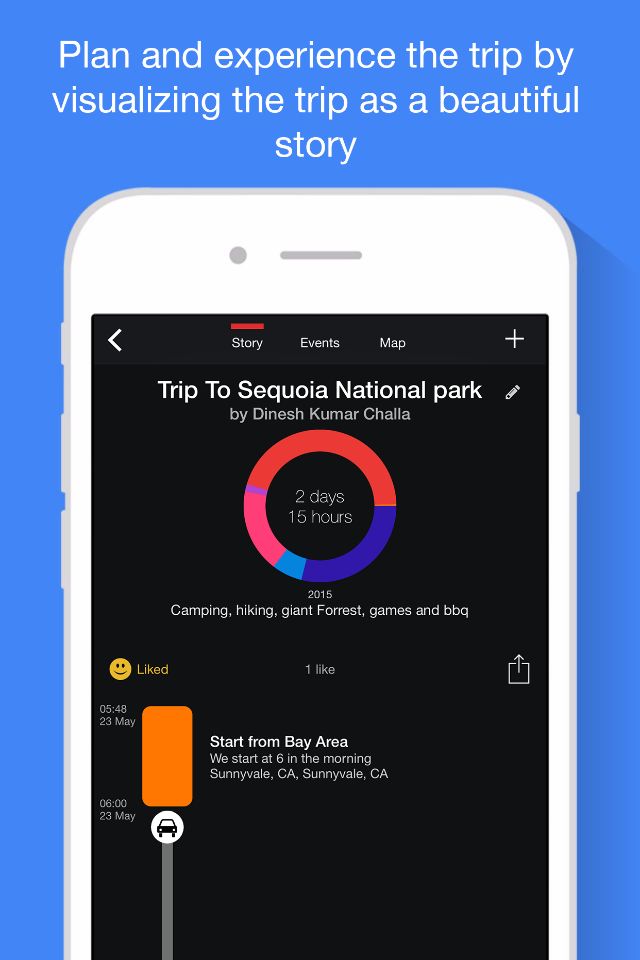 Plan and experience the trip by
visualizing the trip as a beautiful
story
Story Events Map
Trip To Sequoia National park
by Dinesh Kumar Challa
2 days
15 hours
2015
Camping, hiking, giant Forrest, games and bbq
Liked 1 like
05:48
23 May
Start from Bay Area
We start at 6 in the morning
Sunnyvale, CA, Sunnyvale, CA
06:00
23 May